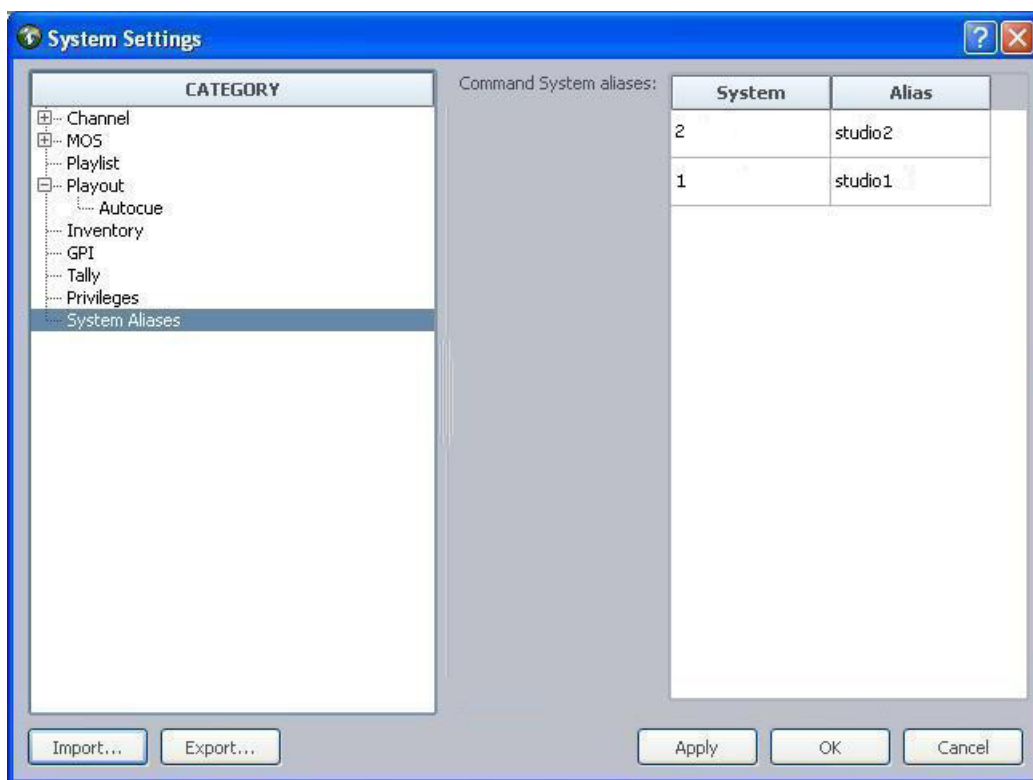 System Settings
CATEGORY
Channel
MOS
Playlist
Playout
Autocue
Inventory
GPI
Tally
Privileges
System Aliases
Command System aliases:
System Alias
2 studio2
1 studio1
Import... Export... Apply OK Cancel